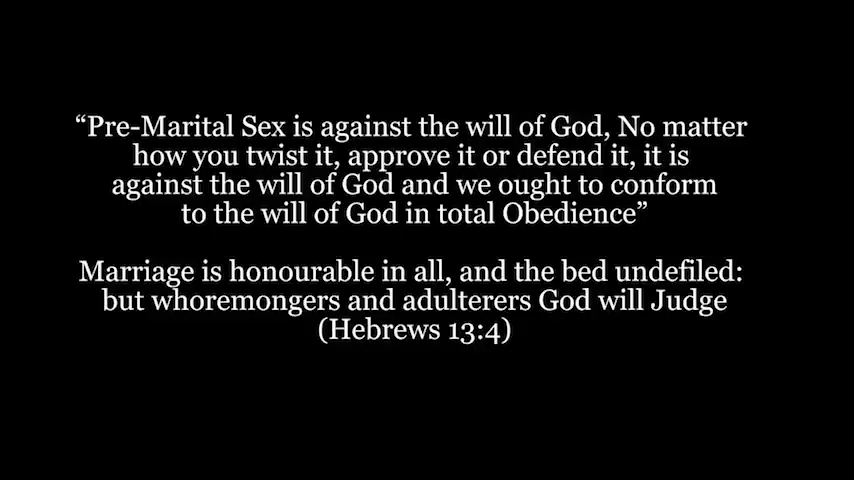 “Pre-Marital Sex is against the will of God, No matter
how you twist it, approve it or defend it, it is
against the will of God and we ought to conform
to the will of God in total Obedience”
Marriage is honourable in all, and the bed undefiled:
but whoremongers and adulterers God will Judge
(Hebrews 13:4)